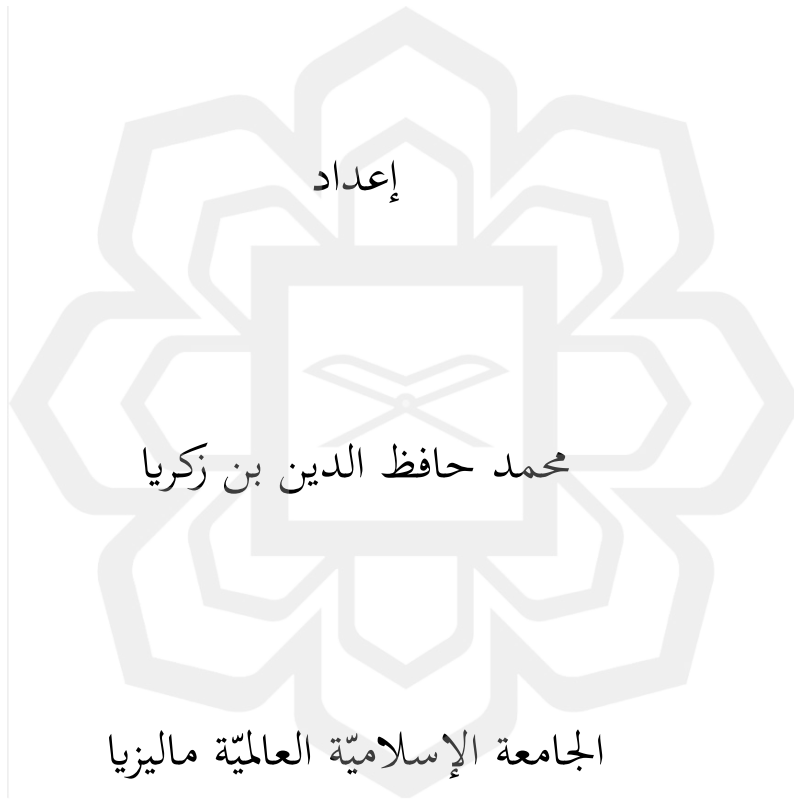 إعداد
محمد حافظ الدين بن زكريا
الجامعة الإسلاميّة العالميّة ماليزيا